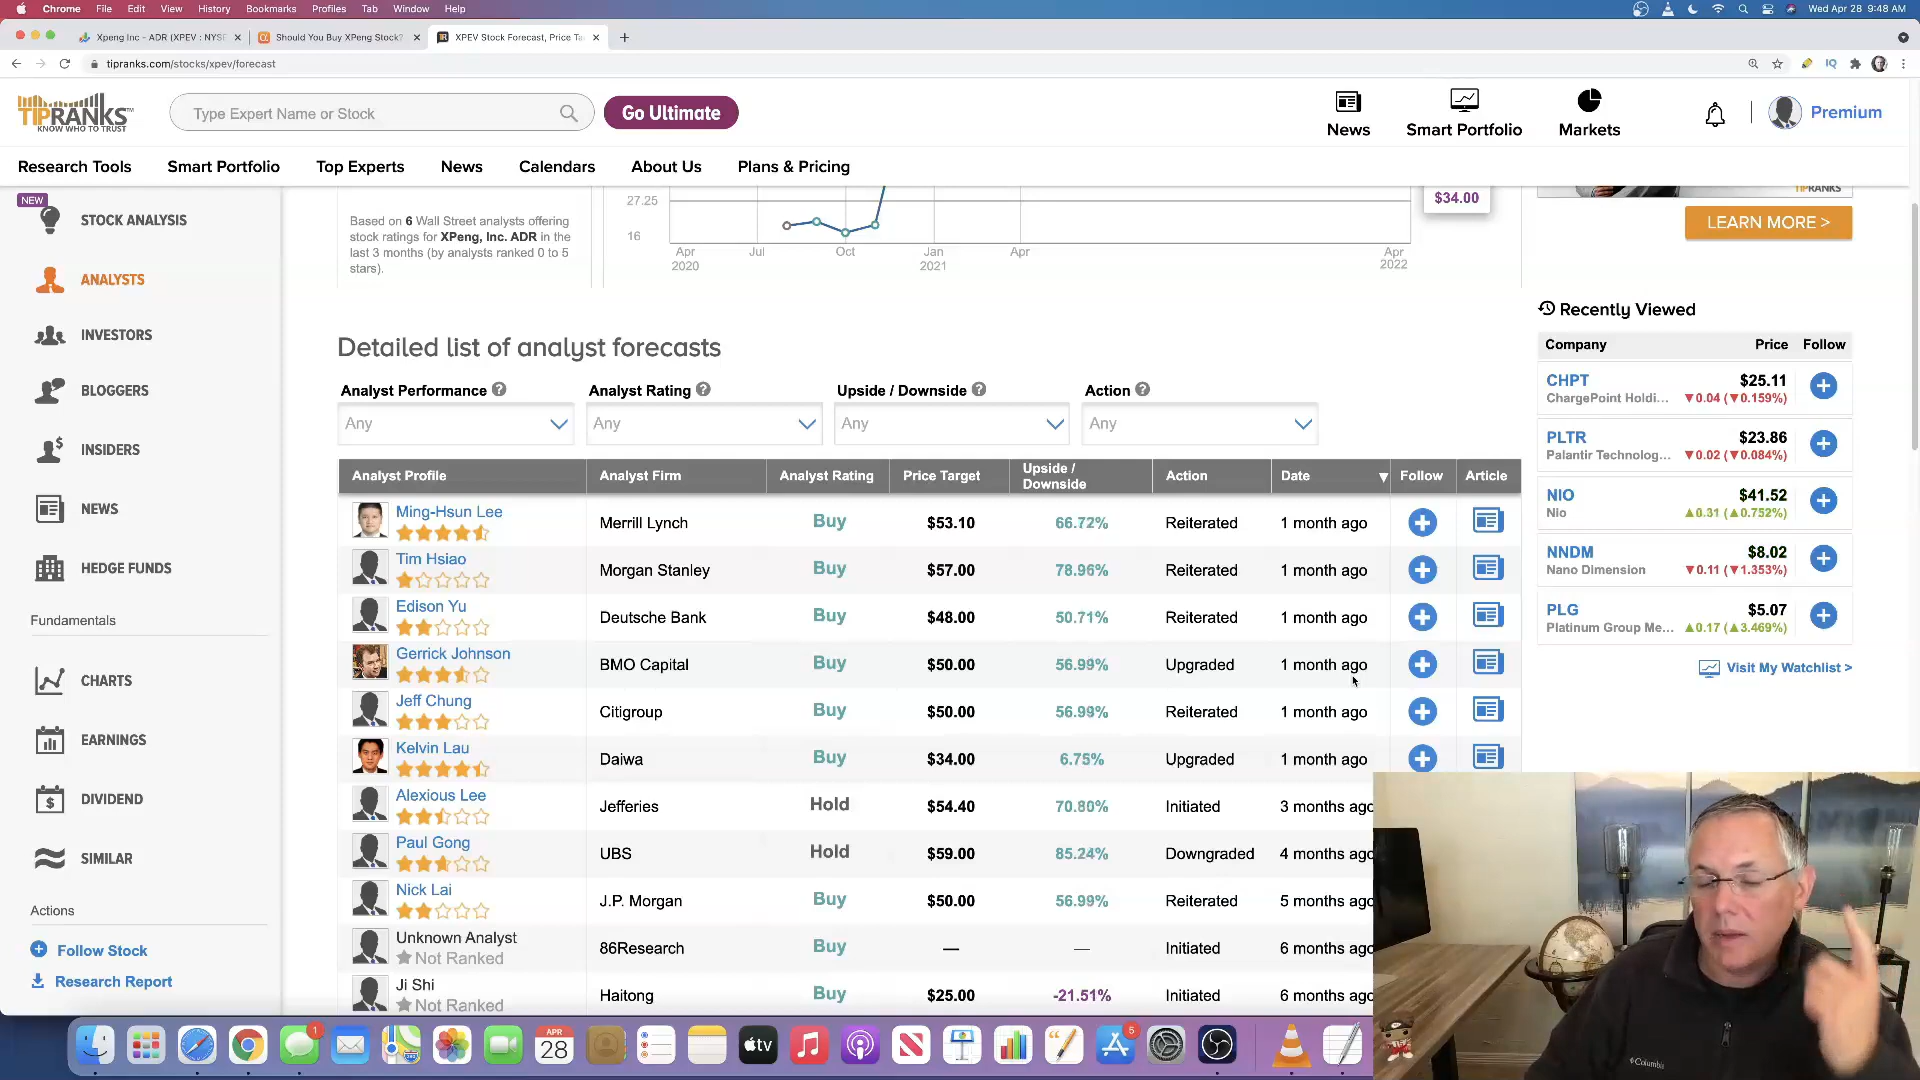 Chrome File Edit View History Bookmarks Profiles Tab Window Help
Wed Apr 28 9:48 AM
Xpeng Inc - ADR (XPEV : NYSE
Should You Buy XPeng Stock?
XPEV Stock Forecast, Price Ta
tipranks.com/stocks/xpev/forecast
IQ
TIPRANKS
KNOW WHO TO TRUST
Type Expert Name or Stock
Go Ultimate
News
Smart Portfolio
Markets
Premium
Research Tools Smart Portfolio Top Experts News Calendars About Us Plans & Pricing
NEW
STOCK ANALYSIS
ANALYSTS
INVESTORS
BLOGGERS
INSIDERS
NEWS
HEDGE FUNDS
Fundamentals
CHARTS
EARNINGS
DIVIDEND
SIMILAR
Actions
Follow Stock
Research Report
Based on 6 Wall Street analysts offering
stock ratings for XPeng, Inc. ADR in the
last 3 months (by analysts ranked 0 to 5
stars).
27.25
16
Apr
2020
Jul
Oct
Jan
2021
Apr
Apr
2022
$34.00
TIPRANKS
LEARN MORE >
Detailed list of analyst forecasts
Analyst Performance ? Analyst Rating ? Upside / Downside ? Action ?
Any Any Any Any
Analyst Profile Analyst Firm Analyst Rating Price Target Upside / Downside Action Date Follow Article
Ming-Hsun Lee Merrill Lynch Buy $53.10 66.72% Reiterated 1 month ago
Tim Hsiao Morgan Stanley Buy $57.00 78.96% Reiterated 1 month ago
Edison Yu Deutsche Bank Buy $48.00 50.71% Reiterated 1 month ago
Gerrick Johnson BMO Capital Buy $50.00 56.99% Upgraded 1 month ago
Jeff Chung Citigroup Buy $50.00 56.99% Reiterated 1 month ago
Kelvin Lau Daiwa Buy $34.00 6.75% Upgraded 1 month ago
Alexious Lee Jefferies Hold $54.40 70.80% Initiated 3 months ago
Paul Gong UBS Hold $59.00 85.24% Downgraded 4 months ago
Nick Lai J.P. Morgan Buy $50.00 56.99% Reiterated 5 months ago
Unknown Analyst 86Research Buy — — Initiated 6 months ago
Not Ranked
Ji Shi Haitong Buy $25.00 -21.51% Initiated 6 months ago
Not Ranked
Recently Viewed
Company Price Follow
CHPT $25.11
ChargePoint Holdi... ▼0.04 (▼0.159%)
PLTR $23.86
Palantir Technolog... ▼0.02 (▼0.084%)
NIO $41.52
Nio ▲0.31 (▲0.752%)
NNDM $8.02
Nano Dimension ▼0.11 (▼1.353%)
PLG $5.07
Platinum Group Me... ▲0.17 (▲3.469%)
Visit My Watchlist >
1
APR
28
tv
5
Columbia